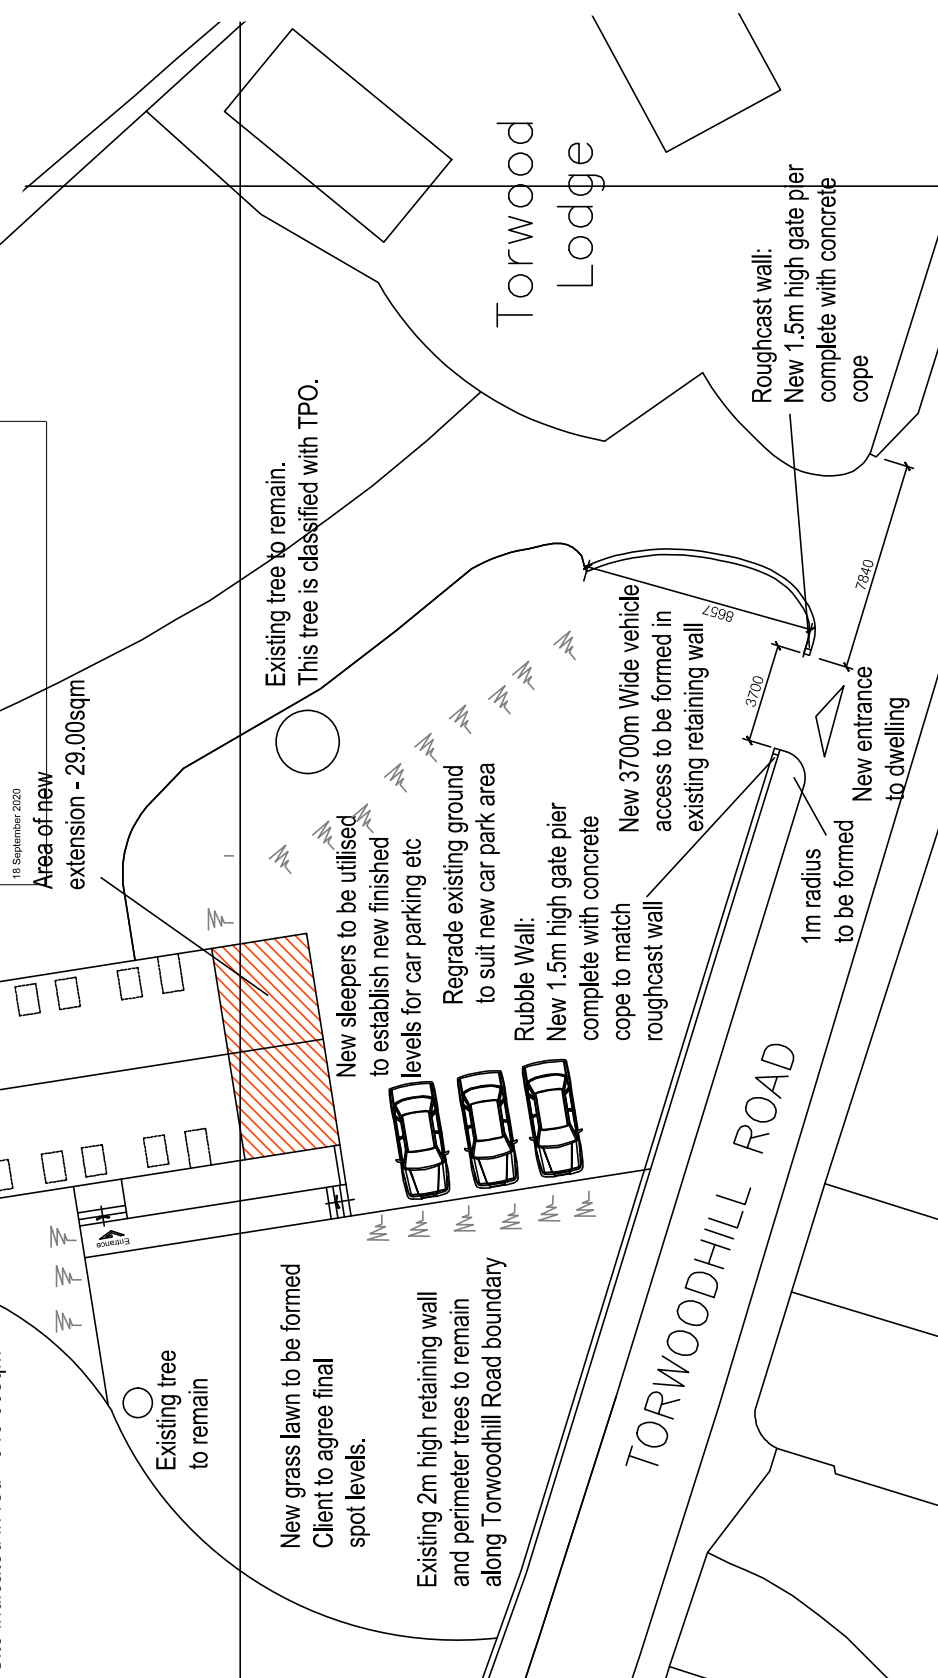 18 September 2020
Area of new
extension - 29.00sqm
Existing tree to remain.
This tree is classified with TPO.
Torwood
Lodge
Roughcast wall:
New 1.5m high gate pier
complete with concrete
cope
New sleepers to be utilised
to establish new finished
levels for car parking etc
Regrade existing ground
to suit new car park area
Rubble Wall:
New 1.5m high gate pier
complete with concrete
cope to match
roughcast wall
New 3700m Wide vehicle
access to be formed in
existing retaining wall
8657
3700
7840
New entrance
to dwelling
1m radius
to be formed
Entrance
Existing tree
to remain
New grass lawn to be formed
Client to agree final
spot levels.
Existing 2m high retaining wall
and perimeter trees to remain
along Torwoodhill Road boundary
TORWOODHILL ROAD